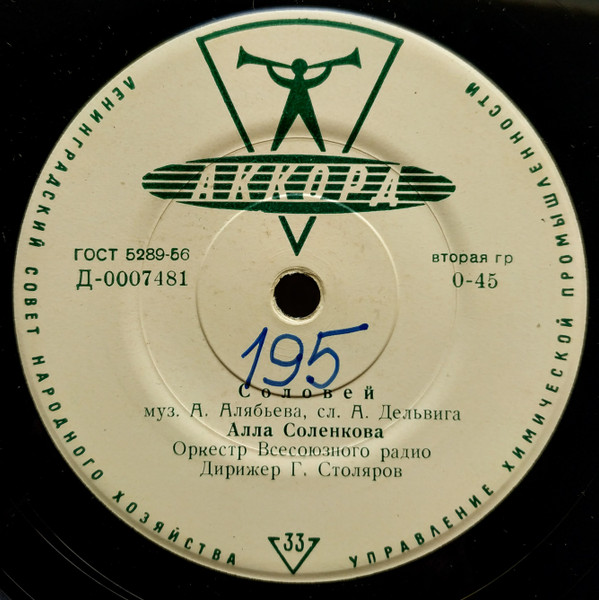 АККОРД
ГОСТ 5289-56
Д-0007481
вторая гр
0-45
195
Соловей
муз. А. Алябьева, сл. А. Дельвига
Алла Соленкова
Оркестр Всесоюзного радио
Дирижер Г. Столяров
33
ЛЕНИНГРАДСКИЙ СОВЕТ НАРОДНОГО ХОЗЯЙСТВА
УПРАВЛЕНИЕ ХИМИЧЕСКОЙ ПРОМЫШЛЕННОСТИ